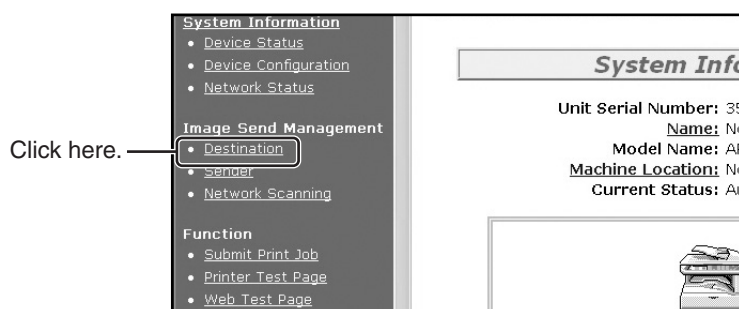 System Information
Device Status
Device Configuration
Network Status
Image Send Management
Click here.
Destination
Sender
Network Scanning
Function
Submit Print Job
Printer Test Page
Web Test Page
System
Unit Serial Number:
Name:
Model Name:
Machine Location:
Current Status: